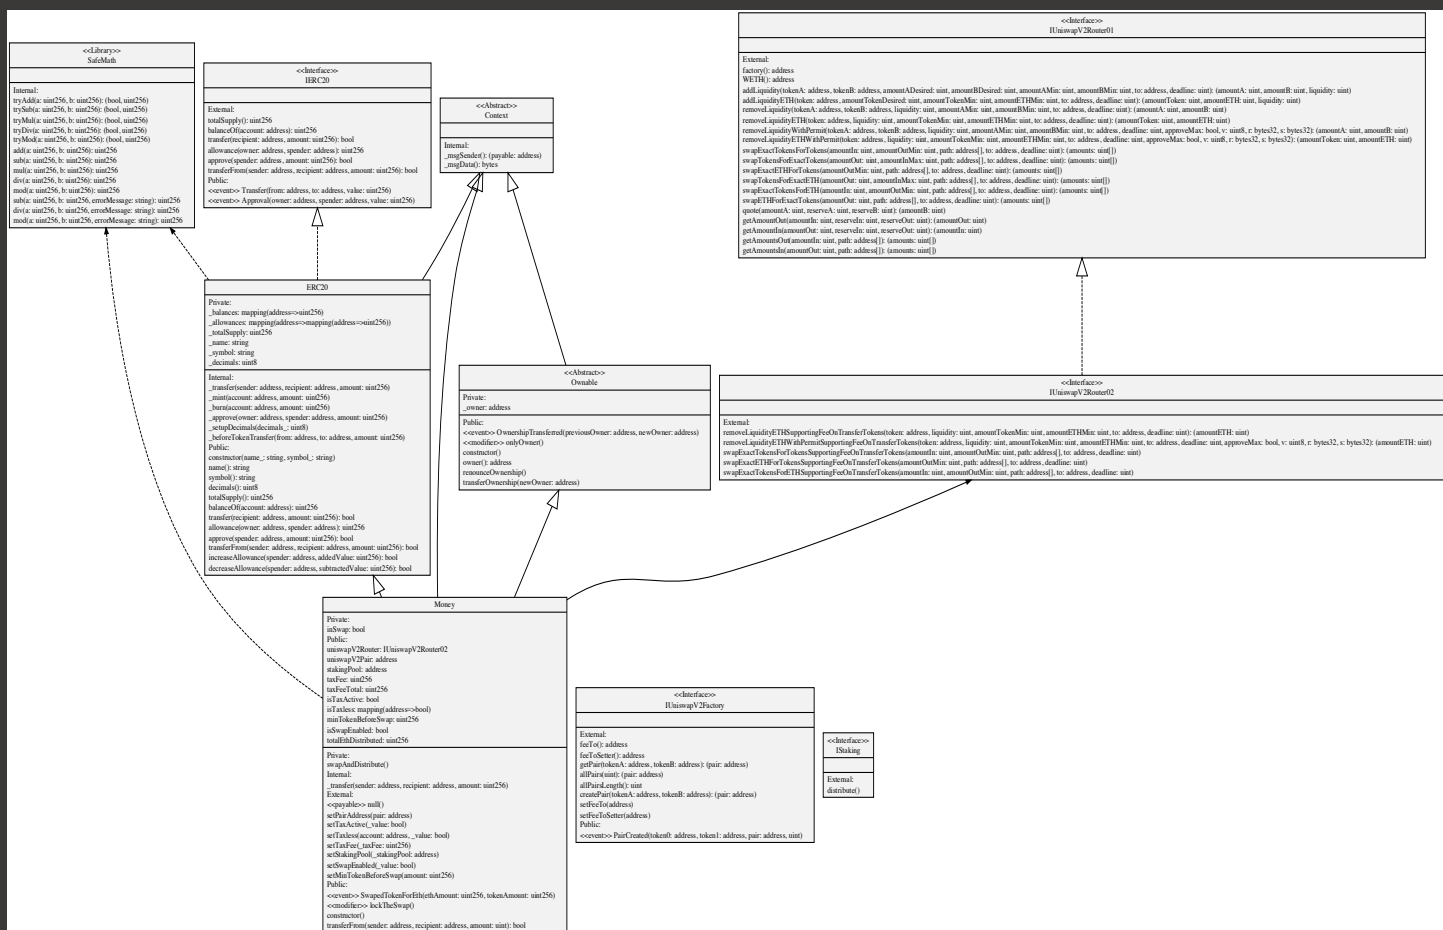 <<Library>>
SafeMath
Internal:
tryAdd(a: uint256, b: uint256): (bool, uint256)
trySub(a: uint256, b: uint256): (bool, uint256)
tryMul(a: uint256, b: uint256): (bool, uint256)
tryDiv(a: uint256, b: uint256): (bool, uint256)
tryMod(a: uint256, b: uint256): (bool, uint256)
add(a: uint256, b: uint256): uint256
sub(a: uint256, b: uint256): uint256
mul(a: uint256, b: uint256): uint256
div(a: uint256, b: uint256): uint256
mod(a: uint256, b: uint256): uint256
sub(a: uint256, b: uint256, errorMessage: string): uint256
div(a: uint256, b: uint256, errorMessage: string): uint256
mod(a: uint256, b: uint256, errorMessage: string): uint256
<<Interface>>
IERC20
External:
totalSupply(): uint256
balanceOf(account: address): uint256
transfer(recipient: address, amount: uint256): bool
allowance(owner: address, spender: address): uint256
approve(spender: address, amount: uint256): bool
transferFrom(sender: address, recipient: address, amount: uint256): bool
Public:
<<event>> Transfer(from: address, to: address, value: uint256)
<<event>> Approval(owner: address, spender: address, value: uint256)
<<Abstract>>
Context
Internal:
_msgSender(): (payable: address)
_msgData(): bytes
<<Interface>>
IUniswapV2Router01
External:
factory(): address
WETH(): address
addLiquidity(tokenA: address, tokenB: address, amountADesired: uint, amountBDesired: uint, amountAMin: uint, amountBMin: uint, to: address, deadline: uint): (amountA: uint, amountB: uint, liquidity: uint)
addLiquidityETH(token: address, amountTokenDesired: uint, amountTokenMin: uint, amountETHMin: uint, to: address, deadline: uint): (amountToken: uint, amountETH: uint, liquidity: uint)
removeLiquidity(tokenA: address, tokenB: address, liquidity: uint, amountAMin: uint, amountBMin: uint, to: address, deadline: uint): (amountA: uint, amountB: uint)
removeLiquidityETH(token: address, liquidity: uint, amountTokenMin: uint, amountETHMin: uint, to: address, deadline: uint): (amountToken: uint, amountETH: uint)
removeLiquidityWithPermit(tokenA: address, tokenB: address, liquidity: uint, amountAMin: uint, amountBMin: uint, to: address, deadline: uint, approveMax: bool, v: uint8, r: bytes32, s: bytes32): (amountA: uint, amountB: uint)
removeLiquidityETHWithPermit(token: address, liquidity: uint, amountTokenMin: uint, amountETHMin: uint, to: address, deadline: uint, approveMax: bool, v: uint8, r: bytes32, s: bytes32): (amountToken: uint, amountETH: uint)
swapExactTokensForTokens(amountIn: uint, amountOutMin: uint, path: address[], to: address, deadline: uint): (amounts: uint[])
swapTokensForExactTokens(amountOut: uint, amountInMax: uint, path: address[], to: address, deadline: uint): (amounts: uint[])
swapExactETHForTokens(amountOutMin: uint, path: address[], to: address, deadline: uint): (amounts: uint[])
swapTokensForExactETH(amountOut: uint, amountInMax: uint, path: address[], to: address, deadline: uint): (amounts: uint[])
swapExactTokensForETH(amountIn: uint, amountOutMin: uint, path: address[], to: address, deadline: uint): (amounts: uint[])
swapETHForExactTokens(amountOut: uint, path: address[], to: address, deadline: uint): (amounts: uint[])
quote(amountA: uint, reserveA: uint, reserveB: uint): (amountB: uint)
getAmountOut(amountIn: uint, reserveIn: uint, reserveOut: uint): (amountOut: uint)
getAmountIn(amountOut: uint, reserveIn: uint, reserveOut: uint): (amountIn: uint)
getAmountsOut(amountIn: uint, path: address[]): (amounts: uint[])
getAmountsIn(amountOut: uint, path: address[]): (amounts: uint[])
ERC20
Private:
_balances: mapping(address=>uint256)
_allowances: mapping(address=>mapping(address=>uint256))
_totalSupply: uint256
_name: string
_symbol: string
_decimals: uint8
Internal:
_transfer(sender: address, recipient: address, amount: uint256)
_mint(account: address, amount: uint256)
_burn(account: address, amount: uint256)
_approve(owner: address, spender: address, amount: uint256)
_setupDecimals(decimals_: uint8)
_beforeTokenTransfer(from: address, to: address, amount: uint256)
Public:
constructor(name_: string, symbol_: string)
name(): string
symbol(): string
decimals(): uint8
totalSupply(): uint256
balanceOf(account: address): uint256
transfer(recipient: address, amount: uint256): bool
allowance(owner: address, spender: address): uint256
approve(spender: address, amount: uint256): bool
transferFrom(sender: address, recipient: address, amount: uint256): bool
increaseAllowance(spender: address, addedValue: uint256): bool
decreaseAllowance(spender: address, subtractedValue: uint256): bool
<<Abstract>>
Ownable
Private:
_owner: address
Public:
<<event>> OwnershipTransferred(previousOwner: address, newOwner: address)
<<modifier>> onlyOwner()
constructor()
owner(): address
renounceOwnership()
transferOwnership(newOwner: address)
<<Interface>>
IUniswapV2Router02
External:
removeLiquidityETHSupportingFeeOnTransferTokens(token: address, liquidity: uint, amountTokenMin: uint, amountETHMin: uint, to: address, deadline: uint): (amountETH: uint)
removeLiquidityETHWithPermitSupportingFeeOnTransferTokens(token: address, liquidity: uint, amountTokenMin: uint, amountETHMin: uint, to: address, deadline: uint, approveMax: bool, v: uint8, r: bytes32, s: bytes32): (amountETH: uint)
swapExactTokensForTokensSupportingFeeOnTransferTokens(amountIn: uint, amountOutMin: uint, path: address[], to: address, deadline: uint)
swapExactETHForTokensSupportingFeeOnTransferTokens(amountOutMin: uint, path: address[], to: address, deadline: uint)
swapExactTokensForETHSupportingFeeOnTransferTokens(amountIn: uint, amountOutMin: uint, path: address[], to: address, deadline: uint)
Money
Private:
inSwap: bool
Public:
uniswapV2Router: IUniswapV2Router02
uniswapV2Pair: address
stakingPool: address
taxFee: uint256
taxFeeTotal: uint256
isTaxActive: bool
isTaxless: mapping(address=>bool)
minTokenBeforeSwap: uint256
isSwapEnabled: bool
totalEthDistributed: uint256
Private:
swapAndDistribute()
Internal:
_transfer(sender: address, recipient: address, amount: uint256)
External:
<<payable>> null()
setPairAddress(pair: address)
setTaxActive(_value: bool)
setTaxless(account: address, _value: bool)
setTaxFee(_taxFee: uint256)
setStakingPool(_stakingPool: address)
setSwapEnabled(_value: bool)
setMinTokenBeforeSwap(amount: uint256)
Public:
<<event>> SwapedTokenForEth(ethAmount: uint256, tokenAmount: uint256)
<<modifier>> lockTheSwap()
constructor()
transferFrom(sender: address, recipient: address, amount: uint): bool
<<Interface>>
IUniswapV2Factory
External:
feeTo(): address
feeToSetter(): address
getPair(tokenA: address, tokenB: address): (pair: address)
allPairs(uint): (pair: address)
allPairsLength(): uint
createPair(tokenA: address, tokenB: address): (pair: address)
setFeeTo(address)
setFeeToSetter(address)
Public:
<<event>> PairCreated(token0: address, token1: address, pair: address, uint)
<<Interface>>
IStaking
External:
distribute()